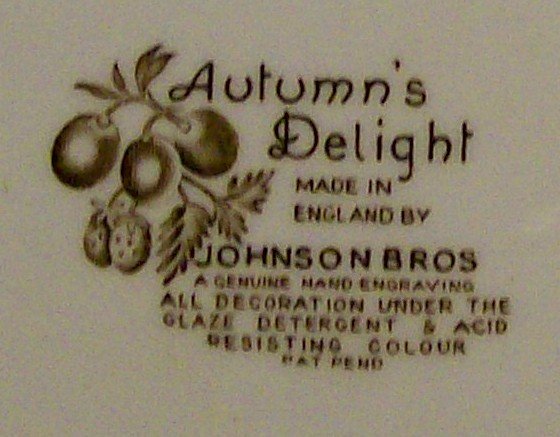 Autumn's
Delight
MADE IN
ENGLAND BY
JOHNSON BROS
A GENUINE HAND ENGRAVING
ALL DECORATION UNDER THE
GLAZE DETERGENT & ACID
RESISTING COLOUR
PAT PEND